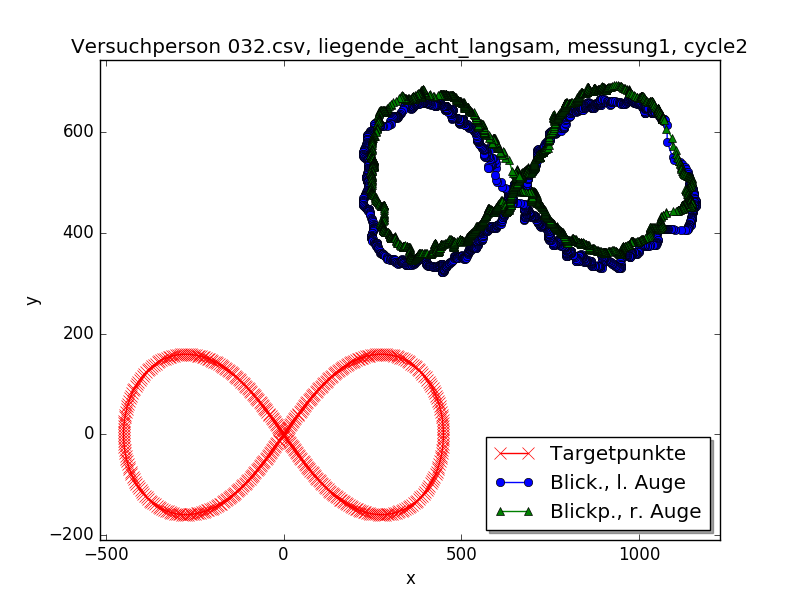 Versuchperson 032.csv, liegende_acht_langsam, messung1, cycle2
y
600
400
200
0
−200
−500
0
500
1000
x
Targetpunkte
Blick., l. Auge
Blickp., r. Auge